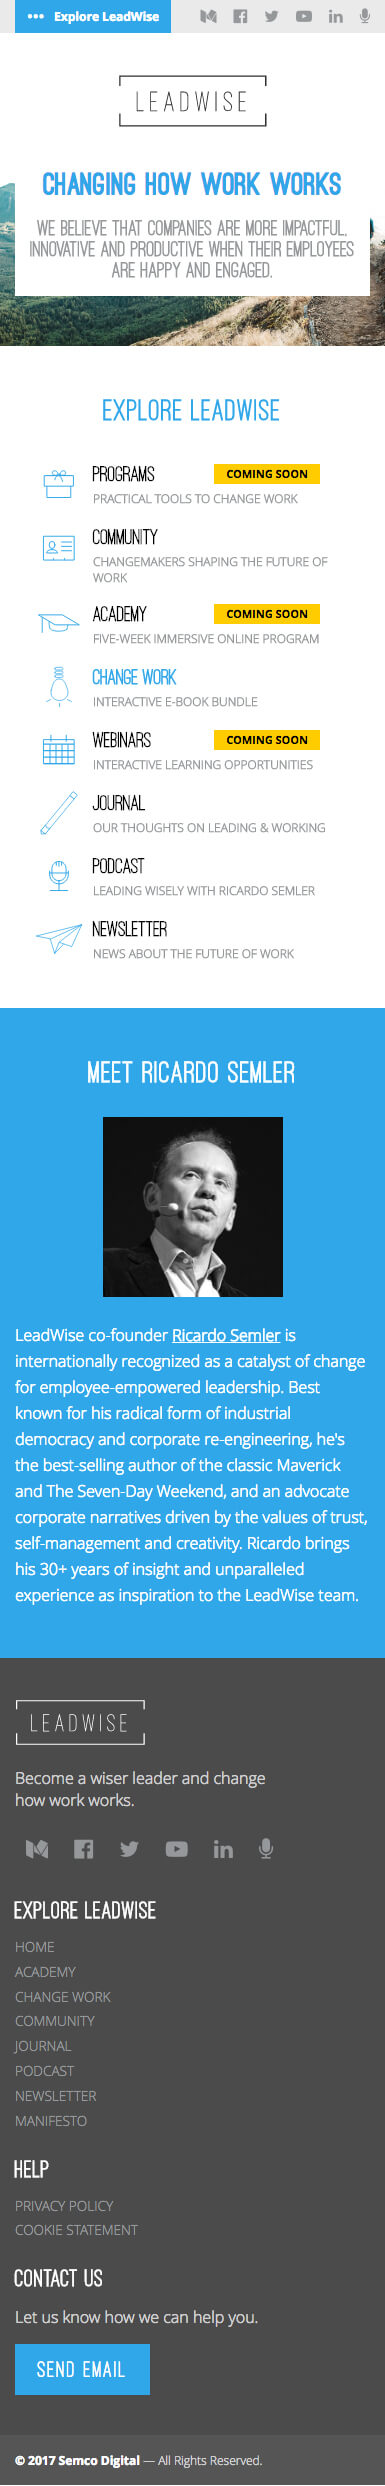 ••• Explore LeadWise
LEADWISE
CHANGING HOW WORK WORKS
WE BELIEVE THAT COMPANIES ARE MORE IMPACTFUL,
INNOVATIVE AND PRODUCTIVE WHEN THEIR EMPLOYEES
ARE HAPPY AND ENGAGED.
EXPLORE LEADWISE
PROGRAMS COMING SOON
PRACTICAL TOOLS TO CHANGE WORK
COMMUNITY
CHANGEMAKERS SHAPING THE FUTURE OF
WORK
ACADEMY COMING SOON
FIVE-WEEK IMMERSIVE ONLINE PROGRAM
CHANGE WORK
INTERACTIVE E-BOOK BUNDLE
WEBINARS COMING SOON
INTERACTIVE LEARNING OPPORTUNITIES
JOURNAL
OUR THOUGHTS ON LEADING & WORKING
PODCAST
LEADING WISELY WITH RICARDO SEMLER
NEWSLETTER
NEWS ABOUT THE FUTURE OF WORK
MEET RICARDO SEMLER
LeadWise co-founder Ricardo Semler is
internationally recognized as a catalyst of change
for employee-empowered leadership. Best
known for his radical form of industrial
democracy and corporate re-engineering, he's
the best-selling author of the classic Maverick
and The Seven-Day Weekend, and an advocate
corporate narratives driven by the values of trust,
self-management and creativity. Ricardo brings
his 30+ years of insight and unparalleled
experience as inspiration to the LeadWise team.
LEADWISE
Become a wiser leader and change
how work works.
EXPLORE LEADWISE
HOME
ACADEMY
CHANGE WORK
COMMUNITY
JOURNAL
PODCAST
NEWSLETTER
MANIFESTO
HELP
PRIVACY POLICY
COOKIE STATEMENT
CONTACT US
Let us know how we can help you.
SEND EMAIL
© 2017 Semco Digital — All Rights Reserved.